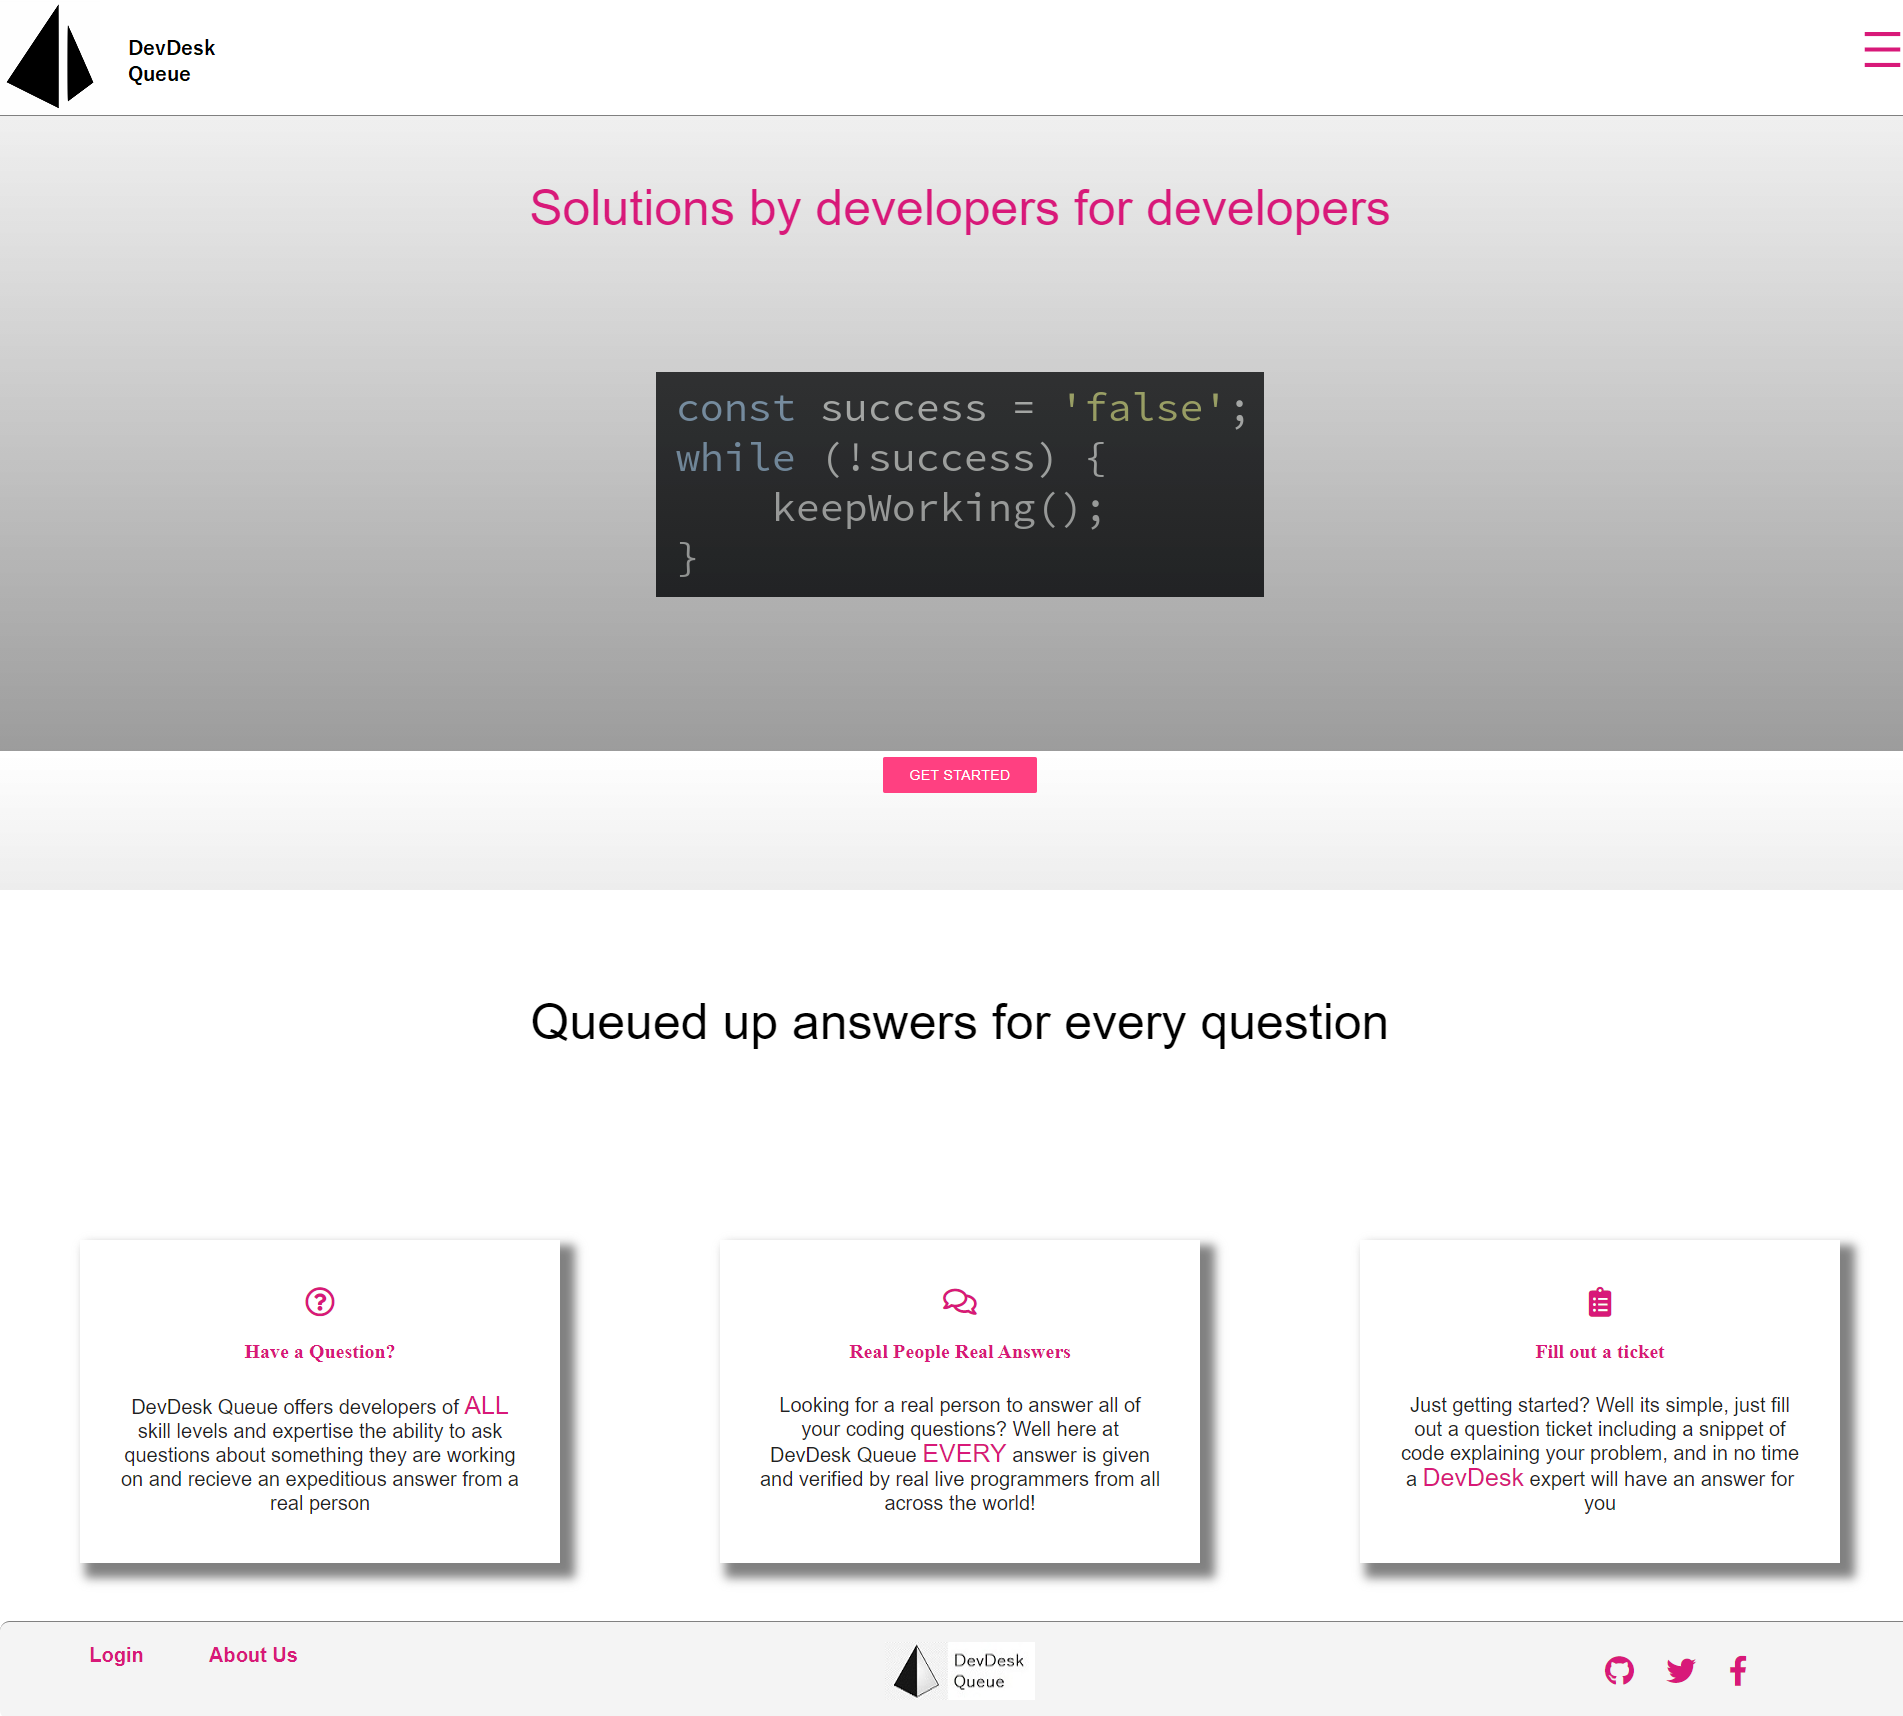 DevDesk
Queue
Solutions by developers for developers
const success = 'false';
while (!success) {
keepWorking();
}
GET STARTED
Queued up answers for every question
Have a Question?
DevDesk Queue offers developers of ALL
skill levels and expertise the ability to ask
questions about something they are working
on and recieve an expeditious answer from a
real person
Real People Real Answers
Looking for a real person to answer all of
your coding questions? Well here at
DevDesk Queue EVERY answer is given
and verified by real live programmers from all
across the world!
Fill out a ticket
Just getting started? Well its simple, just fill
out a question ticket including a snippet of
code explaining your problem, and in no time
a DevDesk expert will have an answer for
you
Login
About Us
DevDesk
Queue